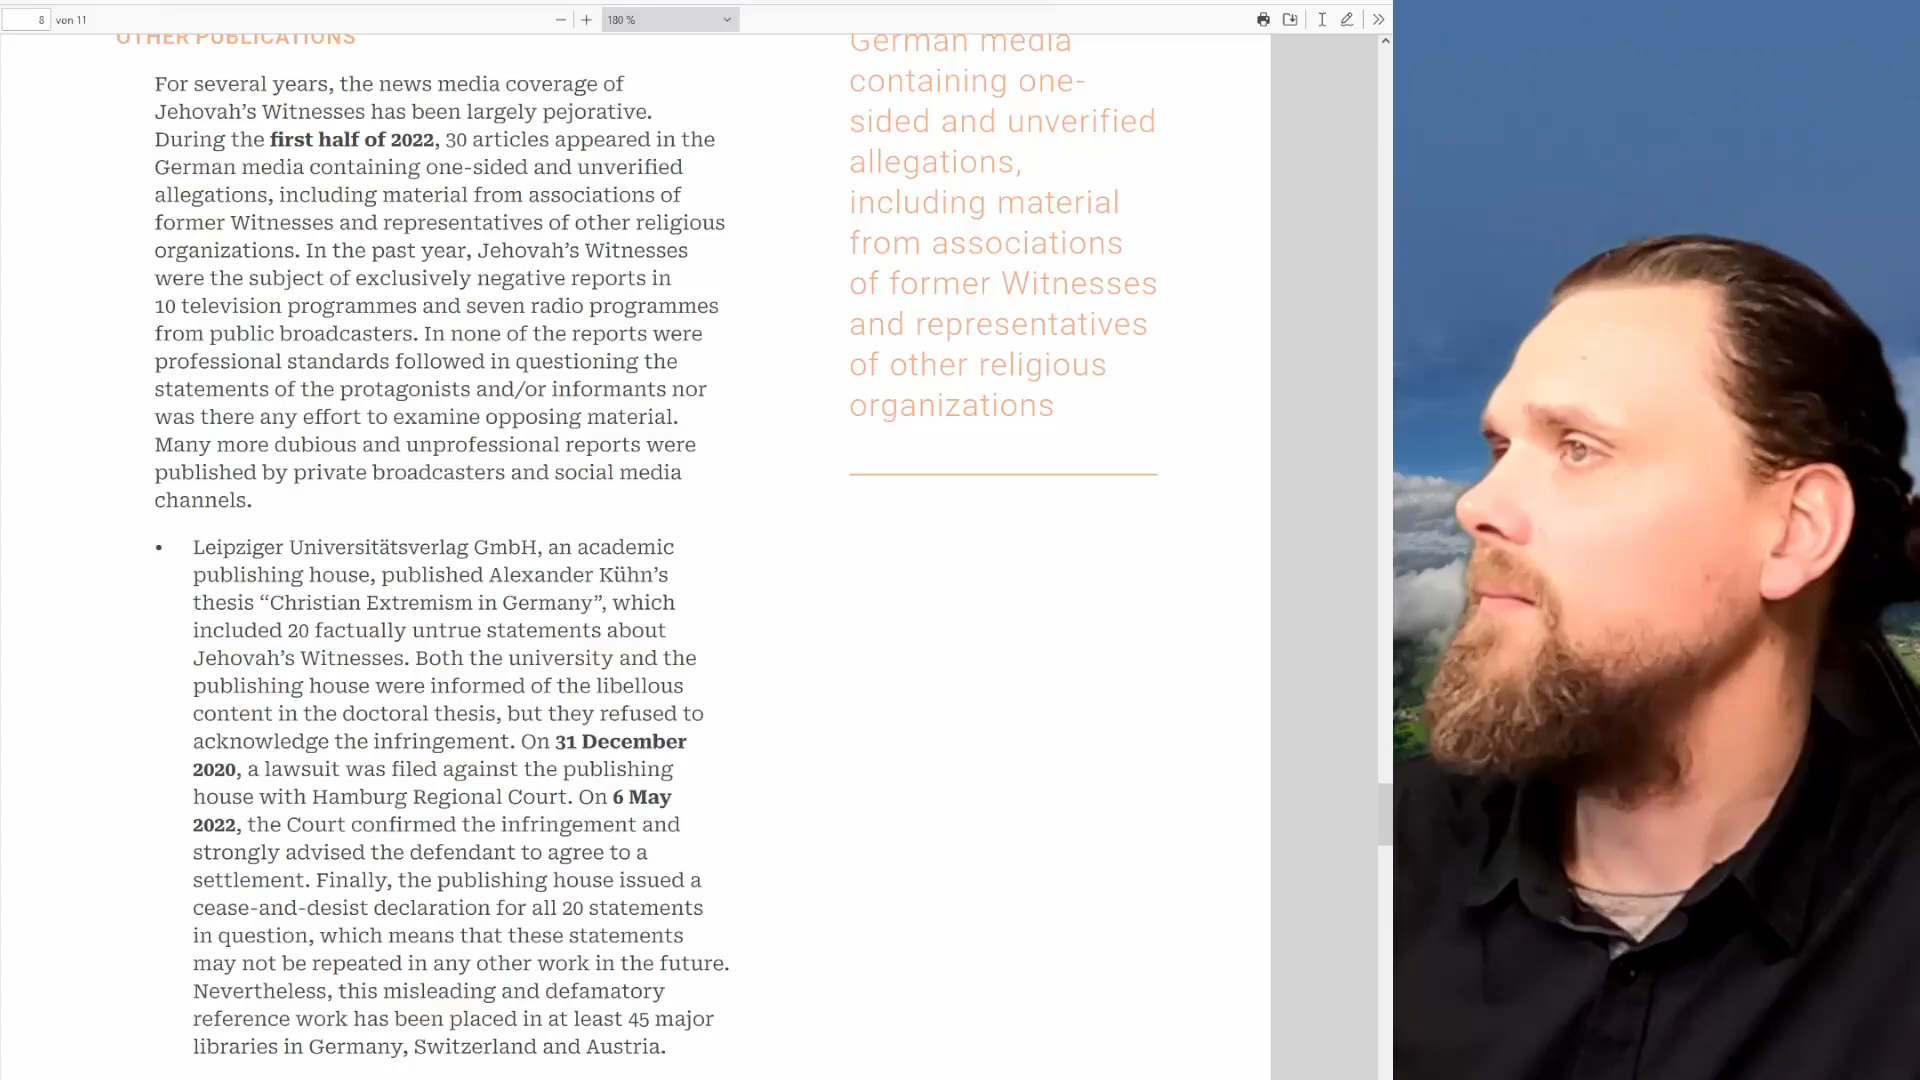 8 von 11
180 %
OTHER PUBLICATIONS
For several years, the news media coverage of
Jehovah's Witnesses has been largely pejorative.
During the first half of 2022, 30 articles appeared in the
German media containing one-sided and unverified
allegations, including material from associations of
former Witnesses and representatives of other religious
organizations. In the past year, Jehovah's Witnesses
were the subject of exclusively negative reports in
10 television programmes and seven radio programmes
from public broadcasters. In none of the reports were
professional standards followed in questioning the
statements of the protagonists and/or informants nor
was there any effort to examine opposing material.
Many more dubious and unprofessional reports were
published by private broadcasters and social media
channels.
• Leipziger Universitätsverlag GmbH, an academic
publishing house, published Alexander Kühn's
thesis “Christian Extremism in Germany”, which
included 20 factually untrue statements about
Jehovah's Witnesses. Both the university and the
publishing house were informed of the libellous
content in the doctoral thesis, but they refused to
acknowledge the infringement. On 31 December
2020, a lawsuit was filed against the publishing
house with Hamburg Regional Court. On 6 May
2022, the Court confirmed the infringement and
strongly advised the defendant to agree to a
settlement. Finally, the publishing house issued a
cease-and-desist declaration for all 20 statements
in question, which means that these statements
may not be repeated in any other work in the future.
Nevertheless, this misleading and defamatory
reference work has been placed in at least 45 major
libraries in Germany, Switzerland and Austria.
German media
containing one-
sided and unverified
allegations,
including material
from associations
of former Witnesses
and representatives
of other religious
organizations